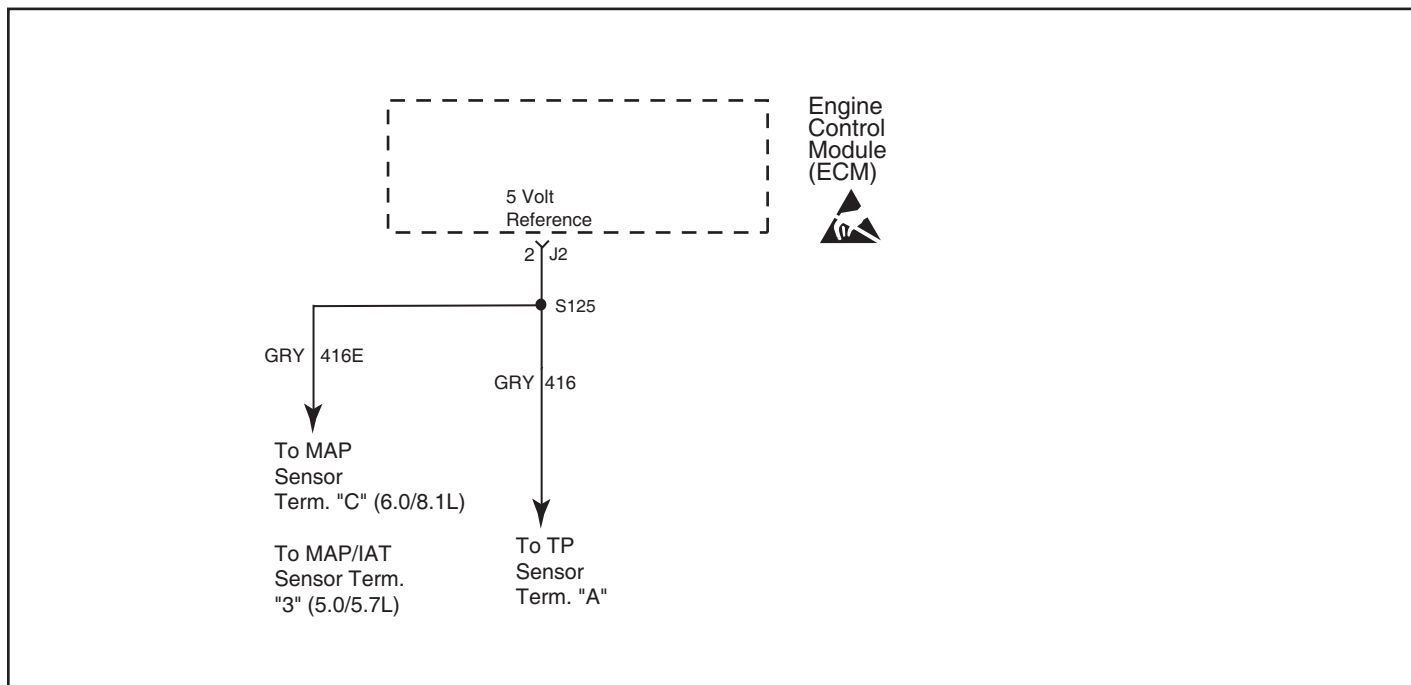 Engine
Control
Module
(ECM)
5 Volt
Reference
2 J2
S125
GRY 416E
GRY 416
To MAP
Sensor
Term. "C" (6.0/8.1L)
To MAP/IAT
Sensor Term.
"3" (5.0/5.7L)
To TP
Sensor
Term. "A"